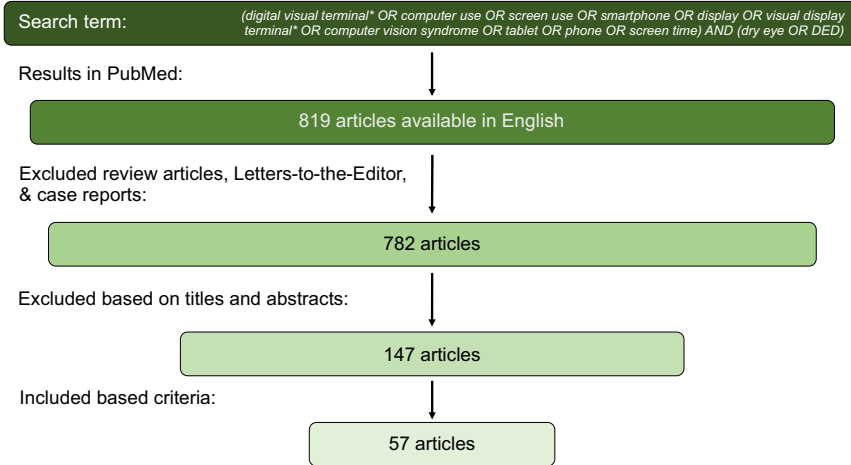 Search term:
(digital visual terminal* OR computer use OR screen use OR smartphone OR display OR visual display
terminal* OR computer vision syndrome OR tablet OR phone OR screen time) AND (dry eye OR DED)
Results in PubMed:
819 articles available in English
Excluded review articles, Letters-to-the-Editor,
& case reports:
782 articles
Excluded based on titles and abstracts:
147 articles
Included based criteria:
57 articles